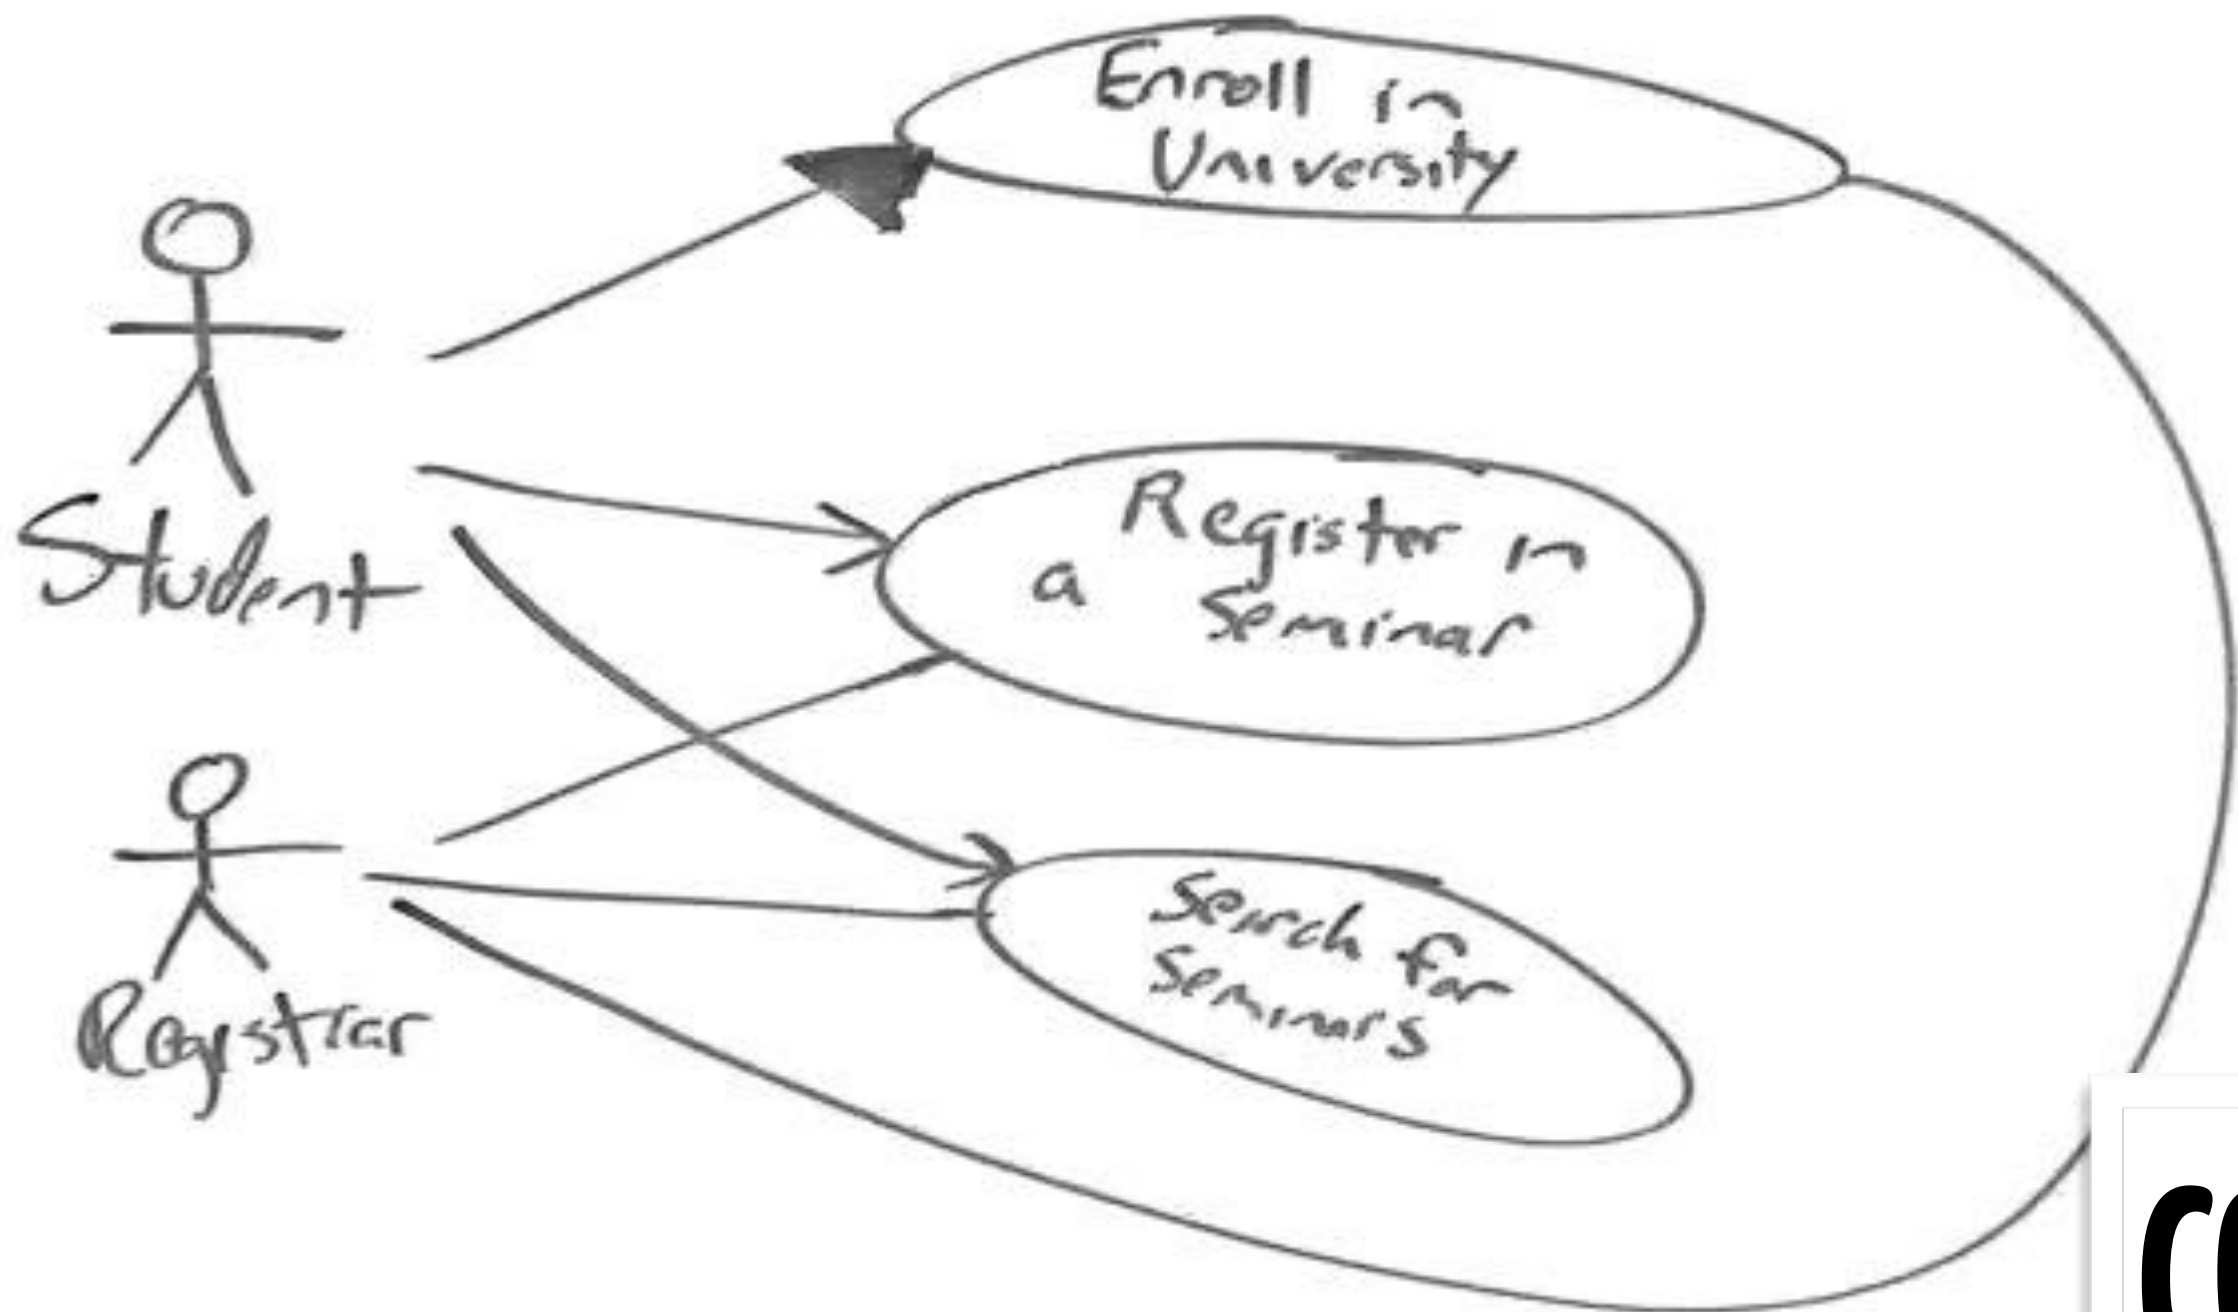 Enroll in
University
Student
Register in
a Seminar
Registrar
Search for
Seminars